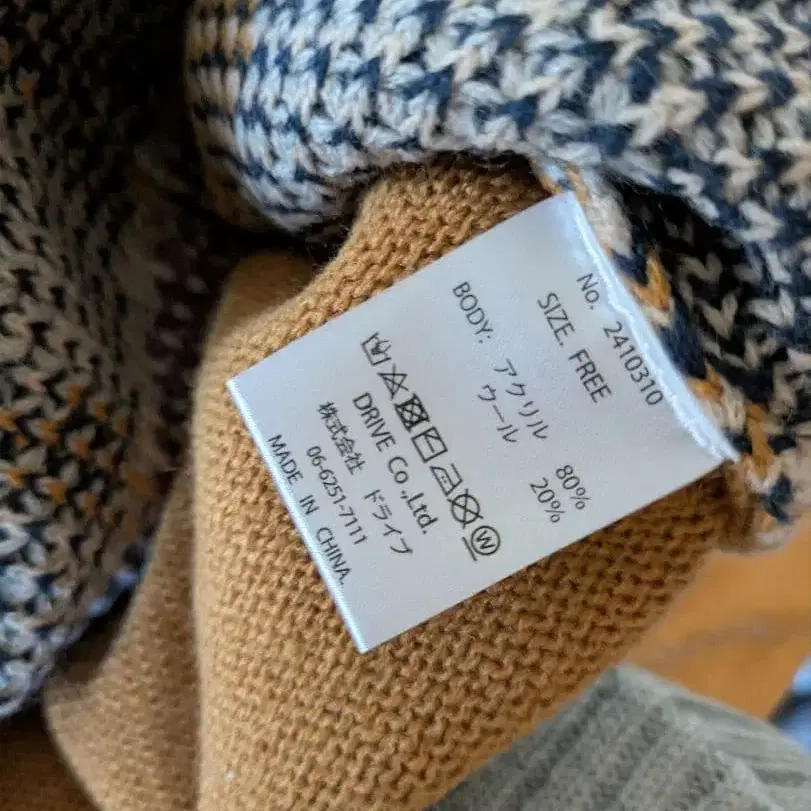 No. 2410310
SIZE. FREE
BODY: アクリル 80%
ウール 20%
W
DRIVE Co.,Ltd.
株式会社 ドライブ
06-6251-7111
MADE IN CHINA.